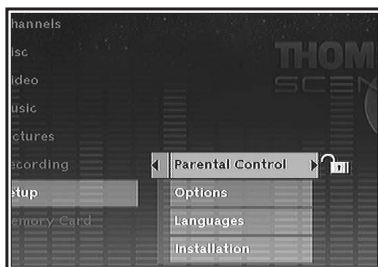 hannels
isc
THOM
SCEN
ideo
usic
ctures
ecording
Parental Control
etup
Options
emory Card
Languages
Installation